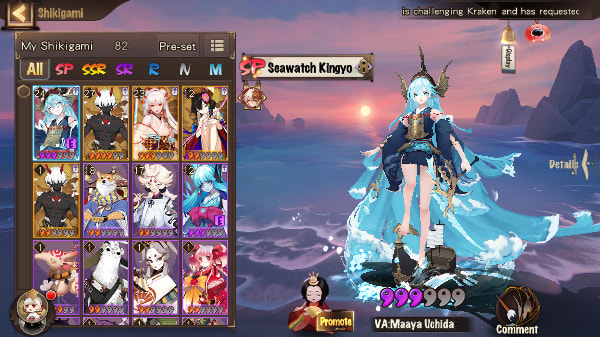 Shikigami
is challenging Kraken and has requested
My Shikigami 82 Pre-set
All SP SSR SR R N M
SP Seawatch Kingyo
Display
Details
Promote
VA:Maaya Uchida
Comment